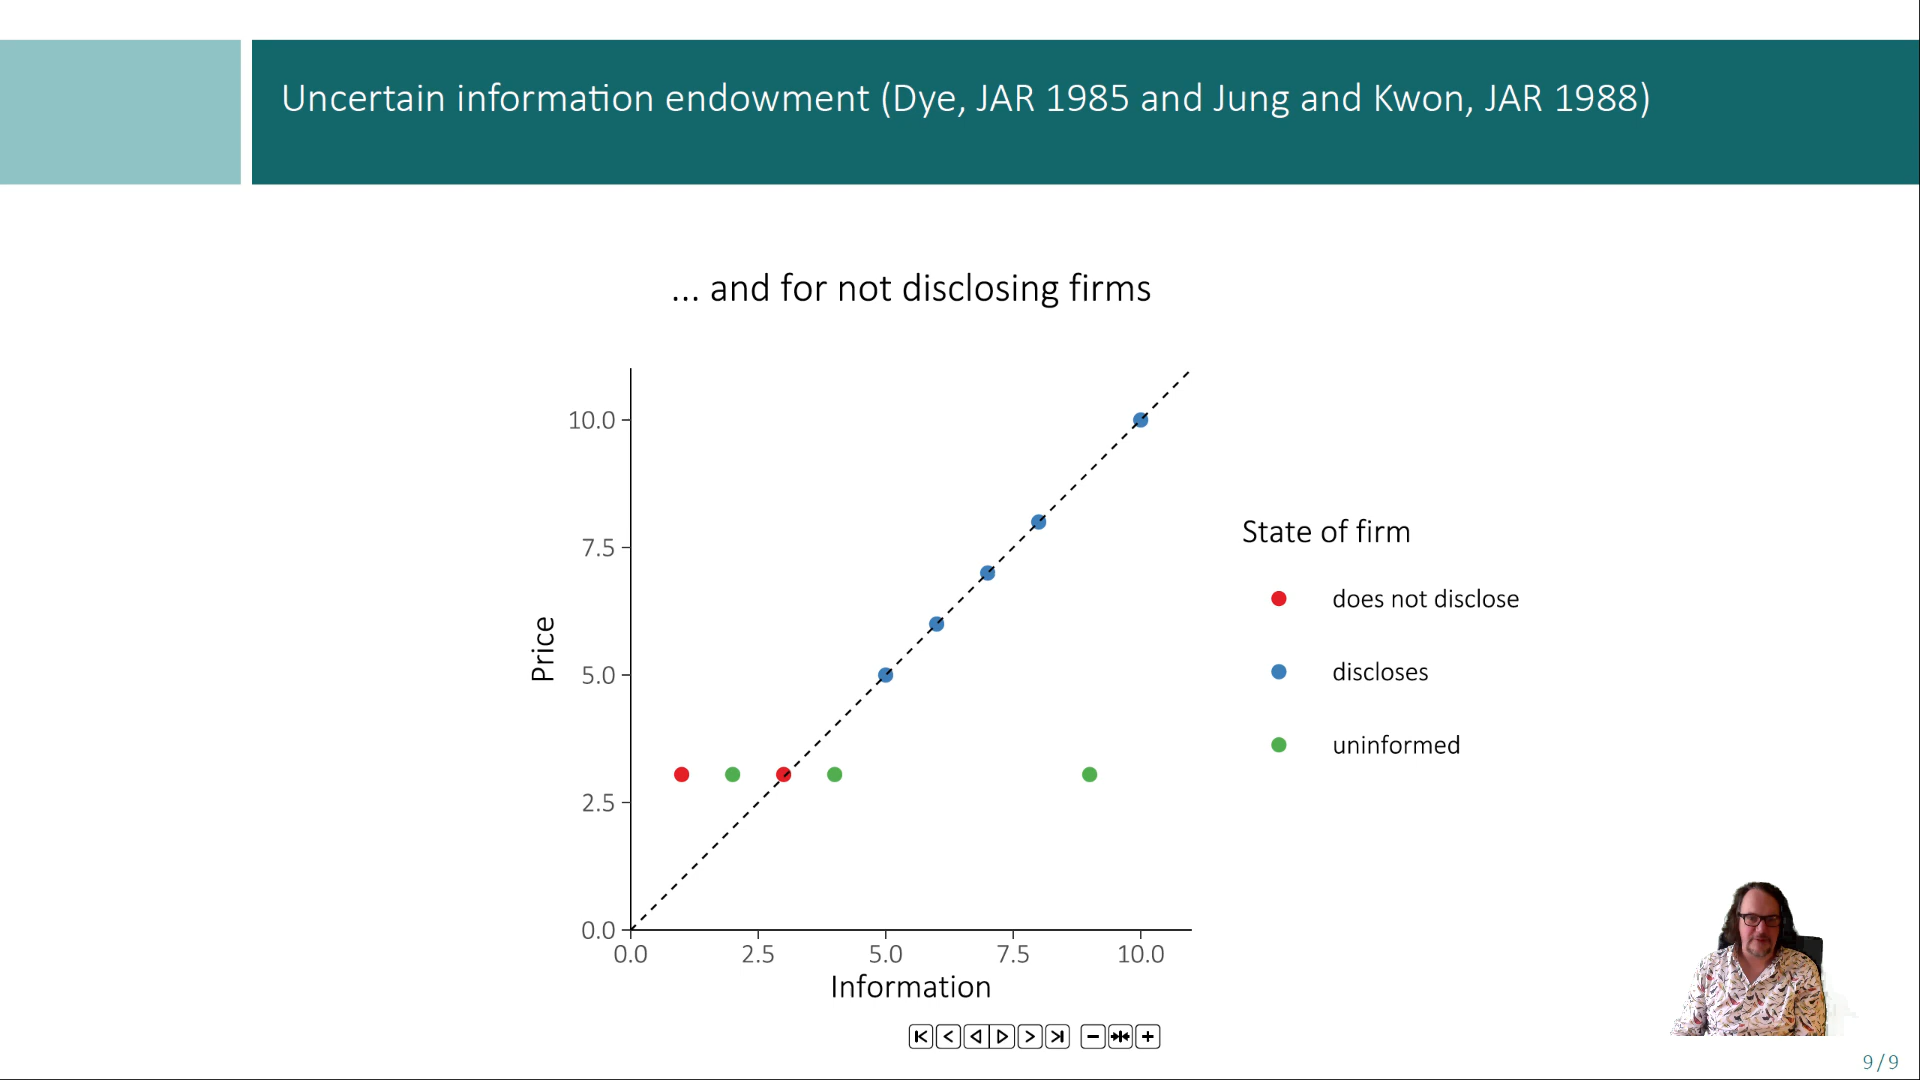 Uncertain information endowment (Dye, JAR 1985 and Jung and Kwon, JAR 1988)
... and for not disclosing firms
10.0
7.5
5.0
2.5
0.0
Price
0.0 2.5 5.0 7.5 10.0
Information
State of firm
does not disclose
discloses
uninformed
9/9